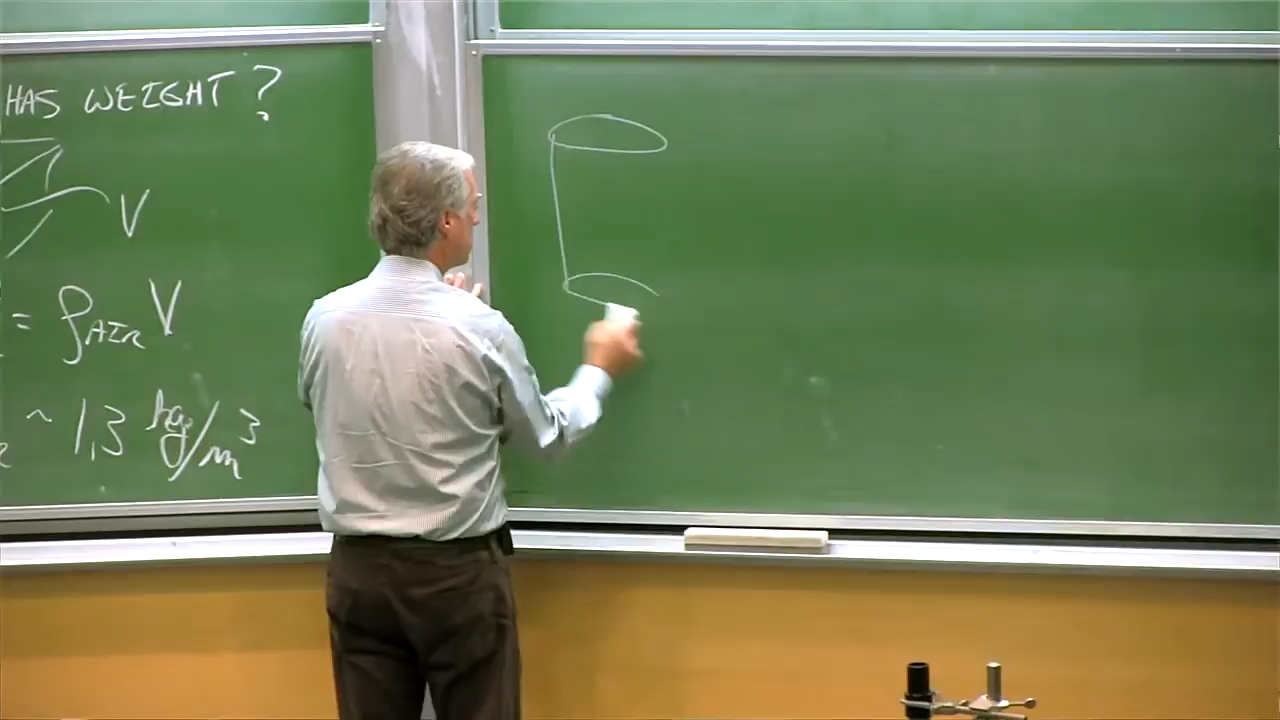 HAS WEIGHT ?
V
= ρAIR V
~ 1,3 kg/m³